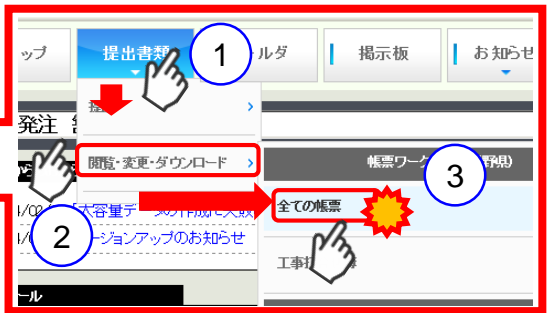 ップ
提出書類
①
ルダ
掲示板
お知らせ
発注
閲覧・変更・ダウンロード
帳票ワーク
県)
③
全ての帳票
②
大容量データの作成に失敗
ージョンアップのお知らせ
工事
ール